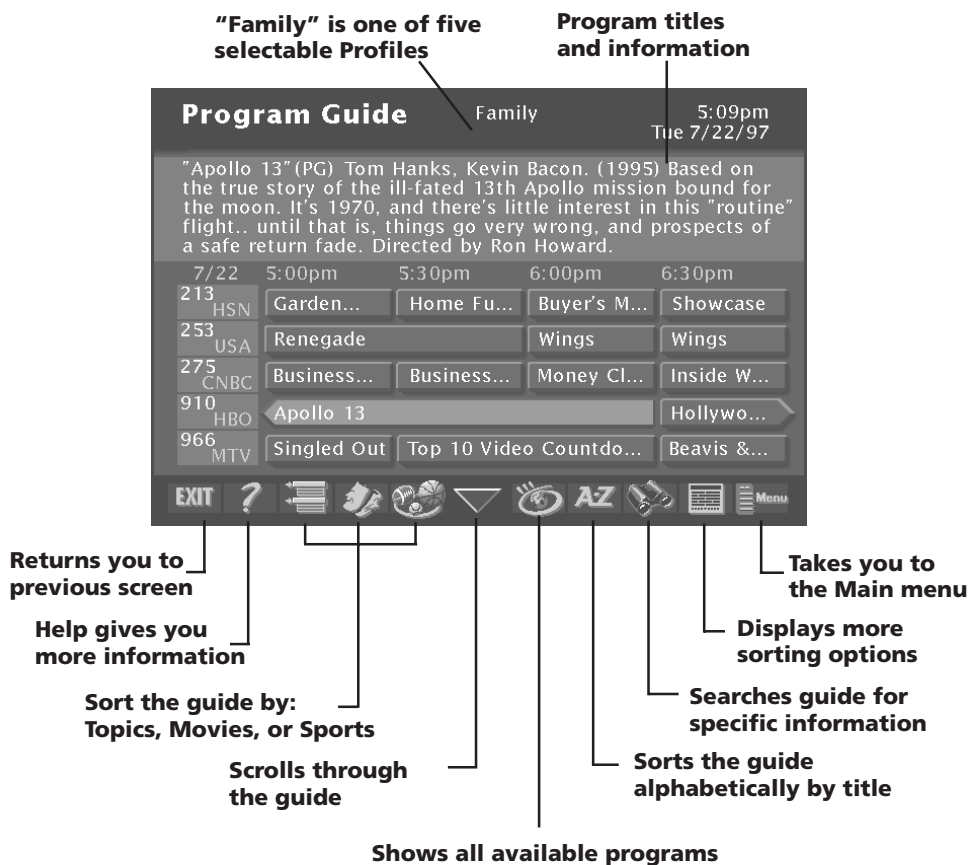 “Family” is one of five
selectable Profiles
Program titles
and information
Program Guide
Family
5:09pm
Tue 7/22/97
"Apollo 13"(PG) Tom Hanks, Kevin Bacon. (1995) Based on
the true story of the ill-fated 13th Apollo mission bound for
the moon. It's 1970, and there's little interest in this "routine"
flight.. until that is, things go very wrong, and prospects of
a safe return fade. Directed by Ron Howard.
7/22 5:00pm 5:30pm 6:00pm 6:30pm
213 HSN Garden... Home Fu... Buyer's M... Showcase
253 USA Renegade Wings Wings
275 CNBC Business... Business... Money Cl... Inside W...
910 HBO Apollo 13 Hollywo...
966 MTV Singled Out Top 10 Video Countdo... Beavis &...
EXIT ? A-Z Menu
Returns you to
previous screen
Takes you to
the Main menu
Help gives you
more information
Displays more
sorting options
Sort the guide by:
Topics, Movies, or Sports
Searches guide for
specific information
Scrolls through
the guide
Sorts the guide
alphabetically by title
Shows all available programs